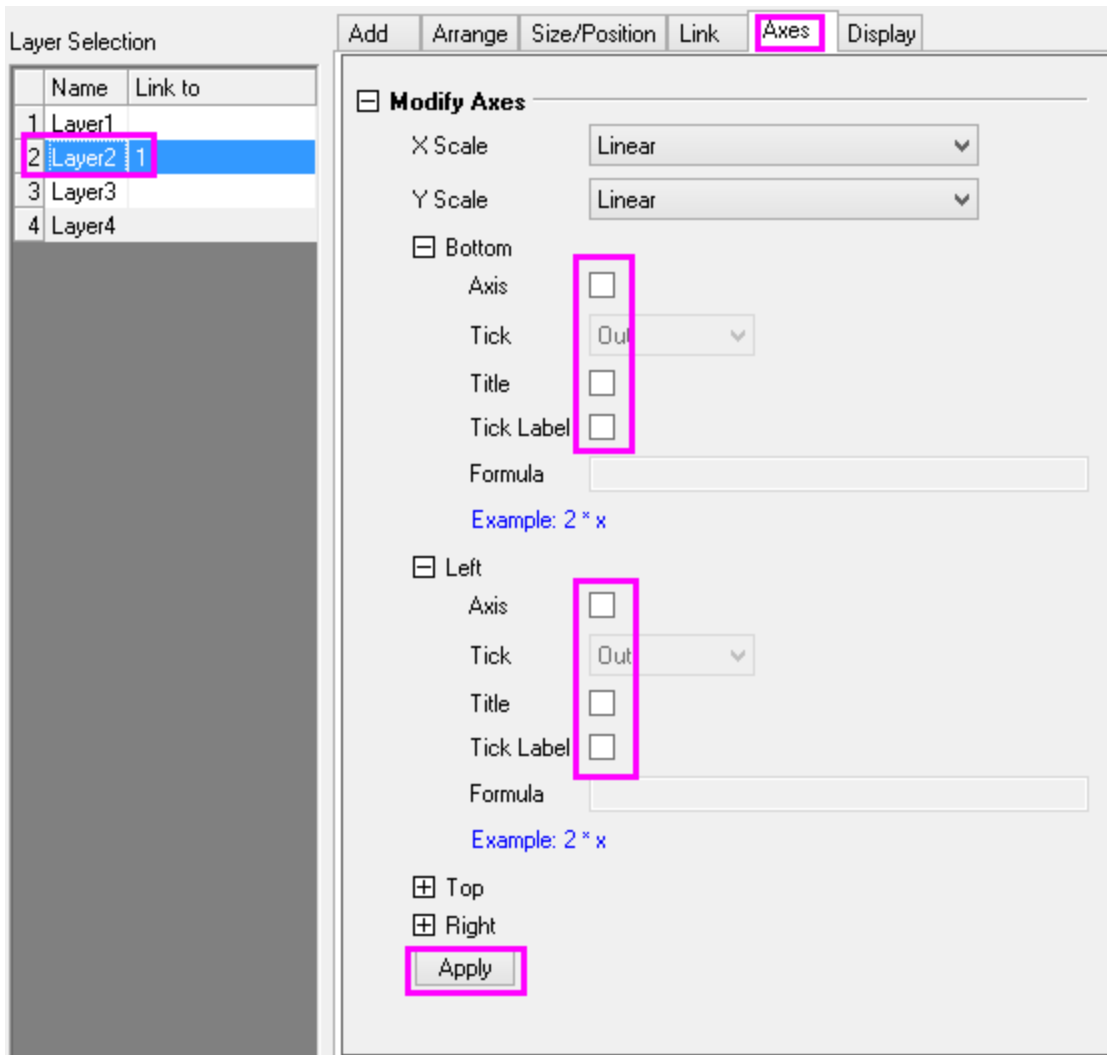 Layer Selection
Name Link to
1 Layer1
2 Layer2 1
3 Layer3
4 Layer4
Add Arrange Size/Position Link Axes Display
Modify Axes
X Scale Linear
Y Scale Linear
Bottom
Axis
Tick Out
Title
Tick Label
Formula
Example: 2 * x
Left
Axis
Tick Out
Title
Tick Label
Formula
Example: 2 * x
Top
Right
Apply